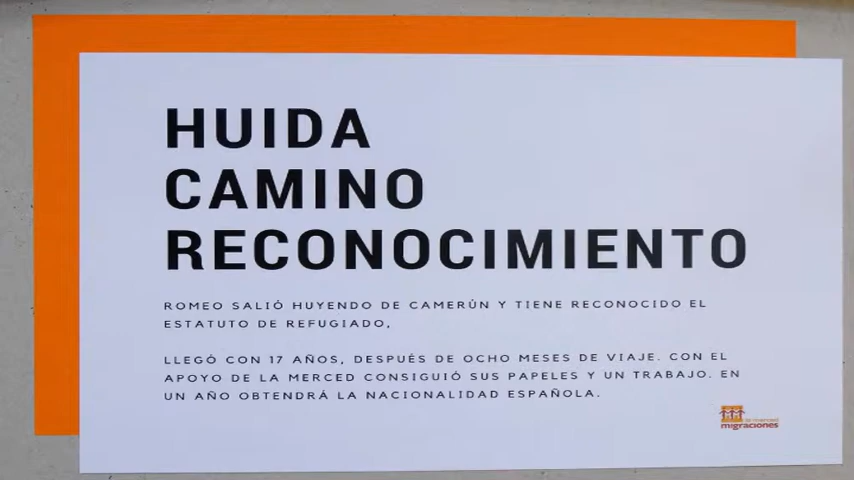 HUIDA
CAMINO
RECONOCIMIENTO
ROMEO SALIÓ HUYENDO DE CAMERÚN Y TIENE RECONOCIDO EL
ESTATUTO DE REFUGIADO,
LLEGÓ CON 17 AÑOS, DESPUÉS DE OCHO MESES DE VIAJE. CON EL
APOYO DE LA MERCED CONSIGUIÓ SUS PAPELES Y UN TRABAJO. EN
UN AÑO OBTENDRÁ LA NACIONALIDAD ESPAÑOLA.
migraciones